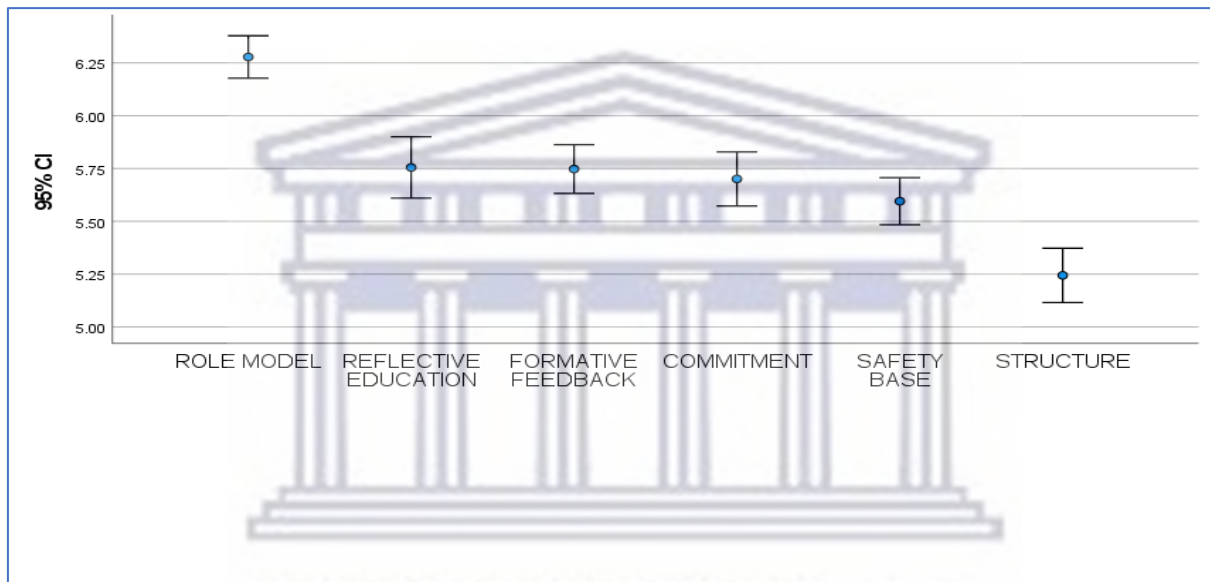 95% CI
6.25
6.00
5.75
5.50
5.25
5.00
ROLE MODEL
REFLECTIVE
EDUCATION
FORMATIVE
FEEDBACK
COMMITMENT
SAFETY
BASE
STRUCTURE